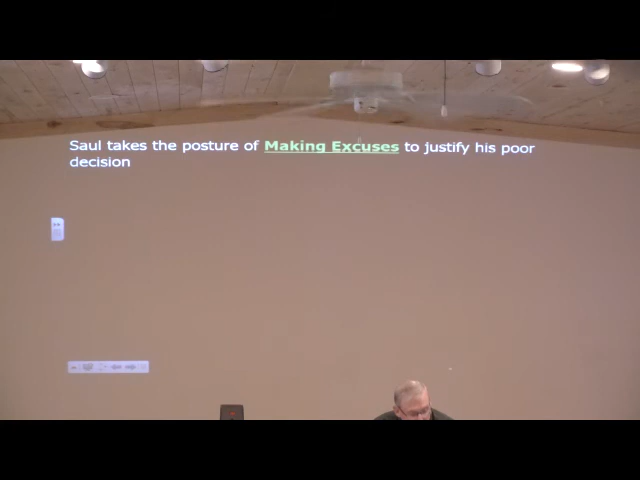 Saul takes the posture of Making Excuses to justify his poor
decision